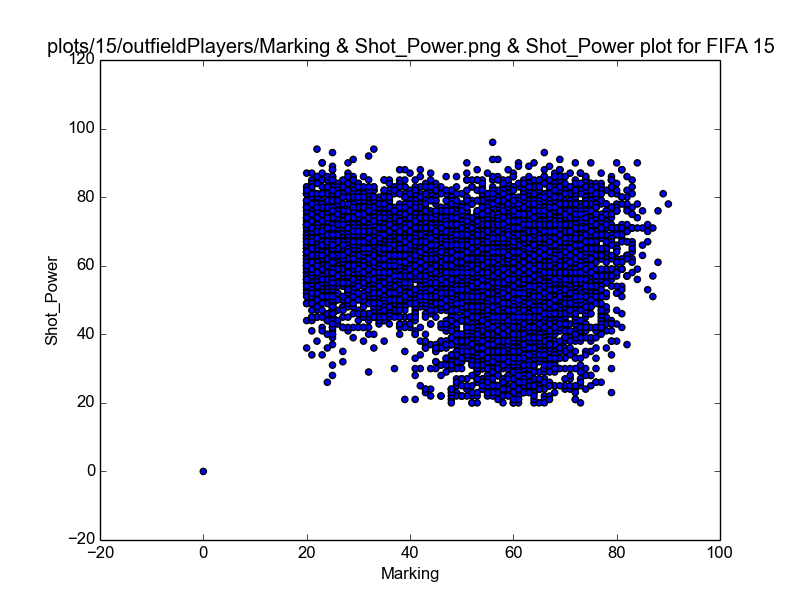 plots/15/outfieldPlayers/Marking & Shot_Power.png & Shot_Power plot for FIFA 15
120
100
80
60
40
20
0
−20
Shot_Power
−20 0 20 40 60 80 100
Marking